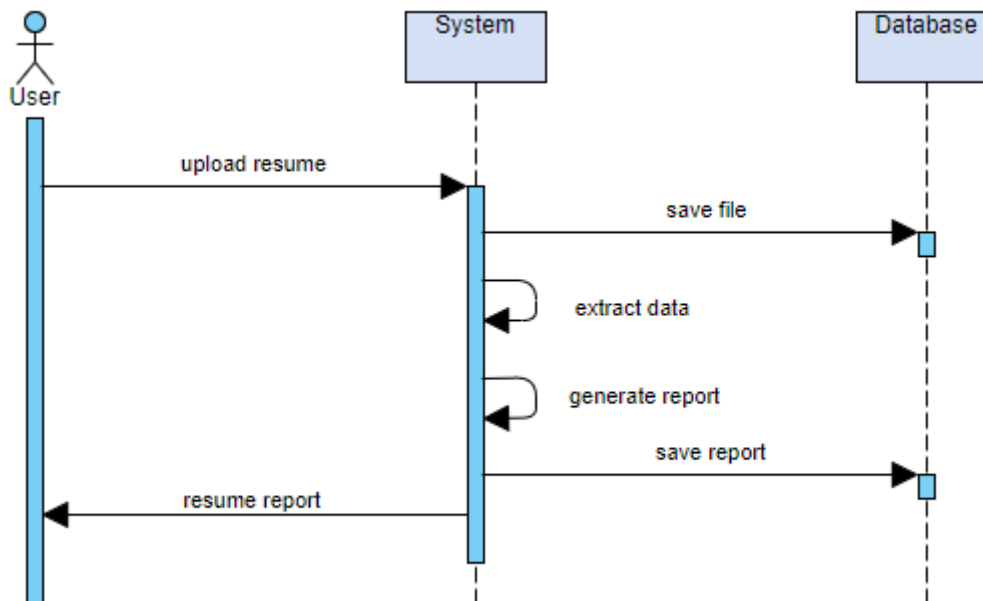 System
Database
User
upload resume
save file
extract data
generate report
save report
resume report